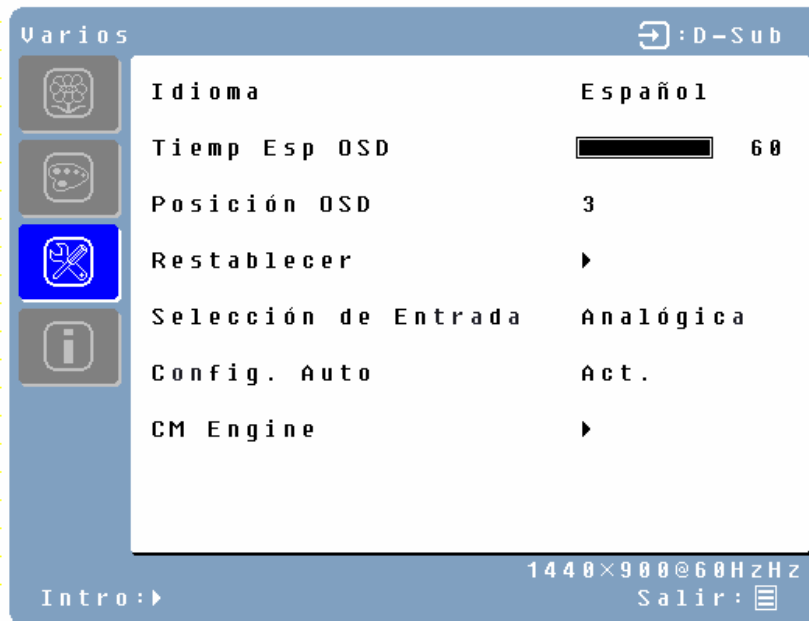 Varios
:D-Sub
Idioma Español
Tiemp Esp OSD 60
Posición OSD 3
Restablecer
Selección de Entrada Analógica
Config. Auto Act.
CM Engine
1440×900@60HzHz
Intro: Salir: